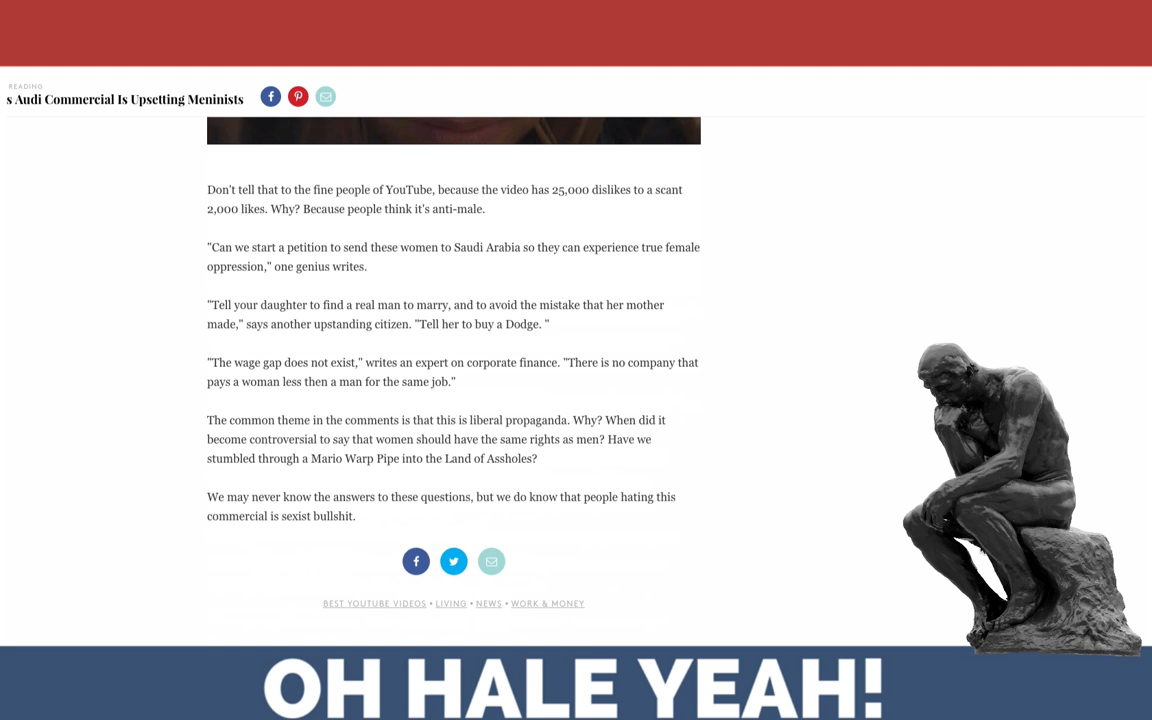 READING
s Audi Commercial Is Upsetting Meninists
Don't tell that to the fine people of YouTube, because the video has 25,000 dislikes to a scant
2,000 likes. Why? Because people think it's anti-male.
"Can we start a petition to send these women to Saudi Arabia so they can experience true female
oppression," one genius writes.
"Tell your daughter to find a real man to marry, and to avoid the mistake that her mother
made," says another upstanding citizen. "Tell her to buy a Dodge. "
"The wage gap does not exist," writes an expert on corporate finance. "There is no company that
pays a woman less then a man for the same job."
The common theme in the comments is that this is liberal propaganda. Why? When did it
become controversial to say that women should have the same rights as men? Have we
stumbled through a Mario Warp Pipe into the Land of Assholes?
We may never know the answers to these questions, but we do know that people hating this
commercial is sexist bullshit.
BEST YOUTUBE VIDEOS • LIVING • NEWS • WORK & MONEY
OH HALE YEAH!